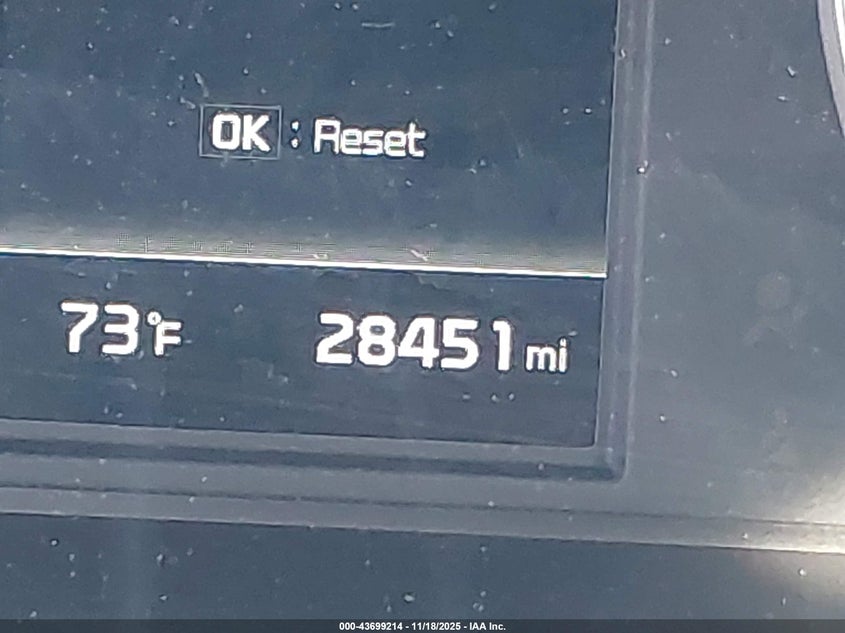 OK : Reset
73°F 28451 mi
000-43699214 - 11/18/2025 - IAA Inc.